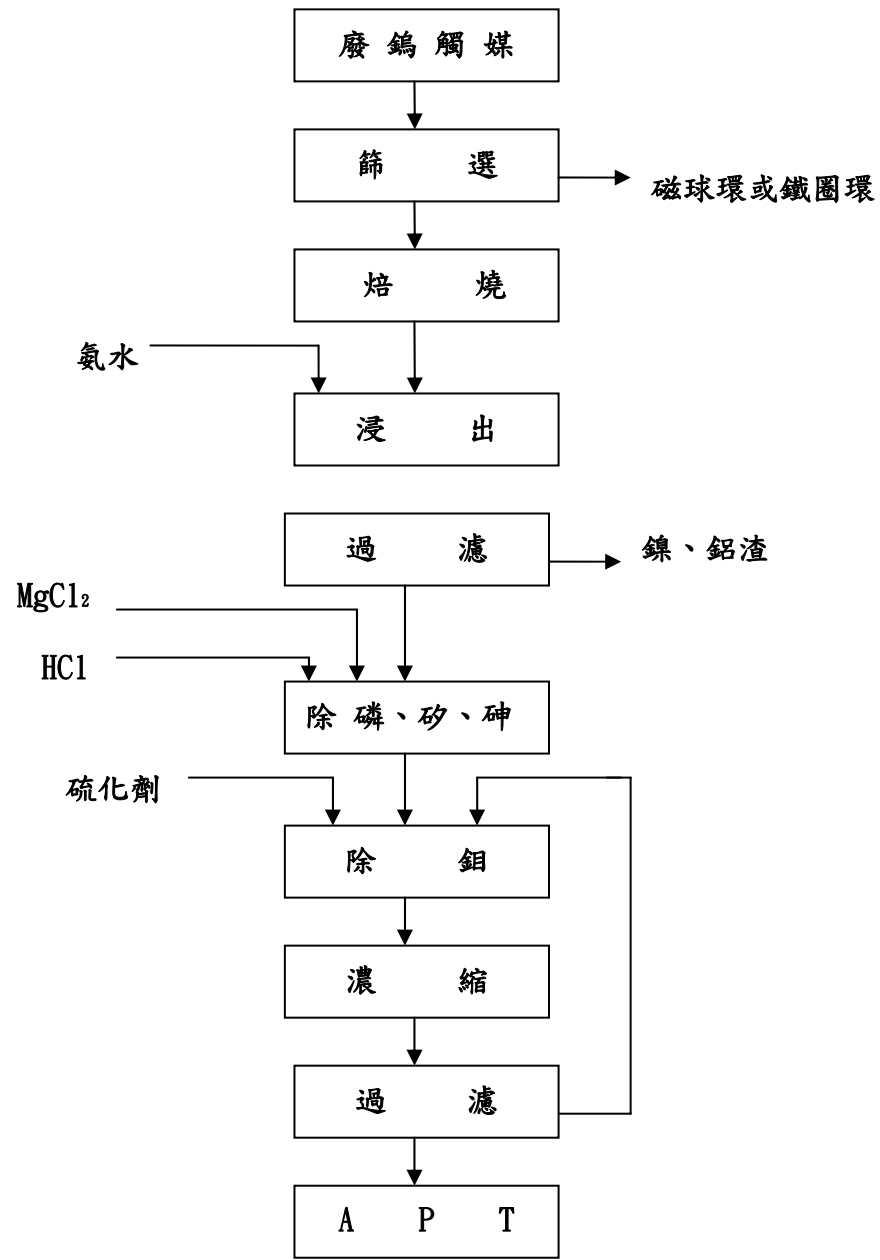 廢鎢觸媒
篩選
磁球環或鐵圈環
焙燒
氨水
浸出
過濾
鎳、鋁渣
MgCl₂
HCl
除磷、矽、砷
硫化劑
除鉬
濃縮
過濾
APT